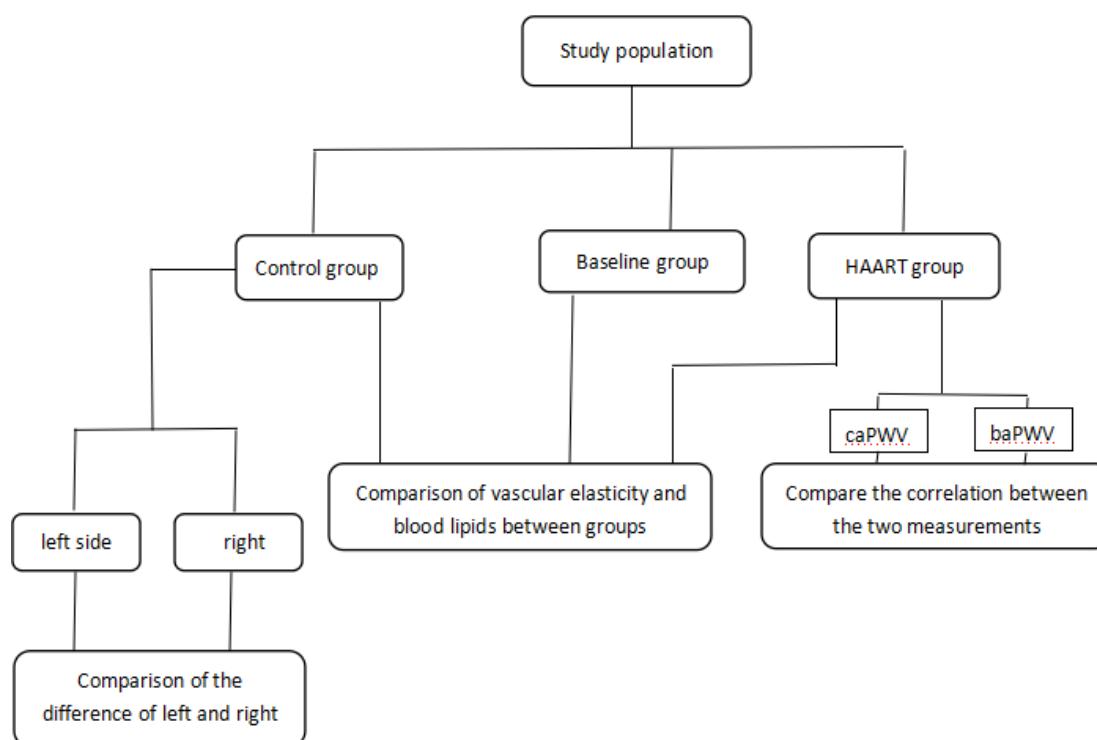 Study population
Control group
Baseline group
HAART group
caPWV
baPWV
Comparison of vascular elasticity and
blood lipids between groups
Compare the correlation between
the two measurements
left side
right
Comparison of the
difference of left and right